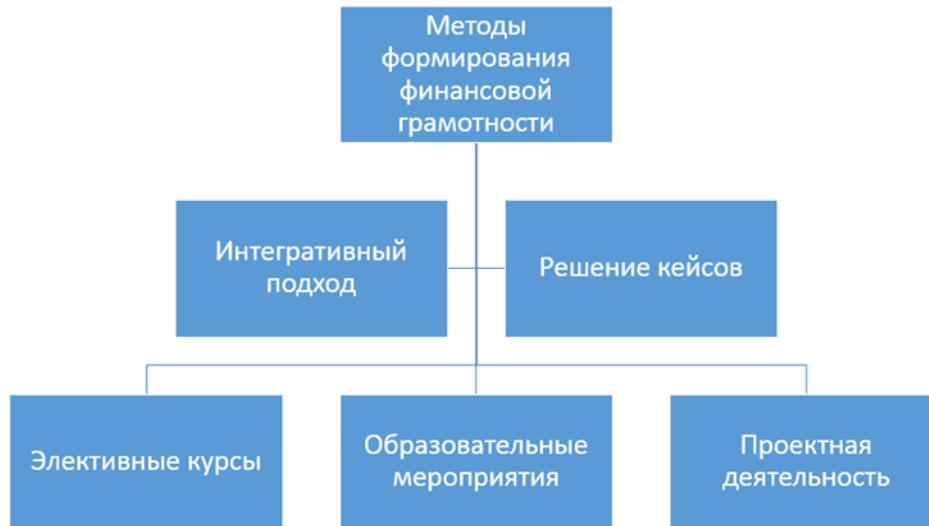 Методы
формирования
финансовой
грамотности
Интегративный
подход
Решение кейсов
Элективные курсы
Образовательные
мероприятия
Проектная
деятельность